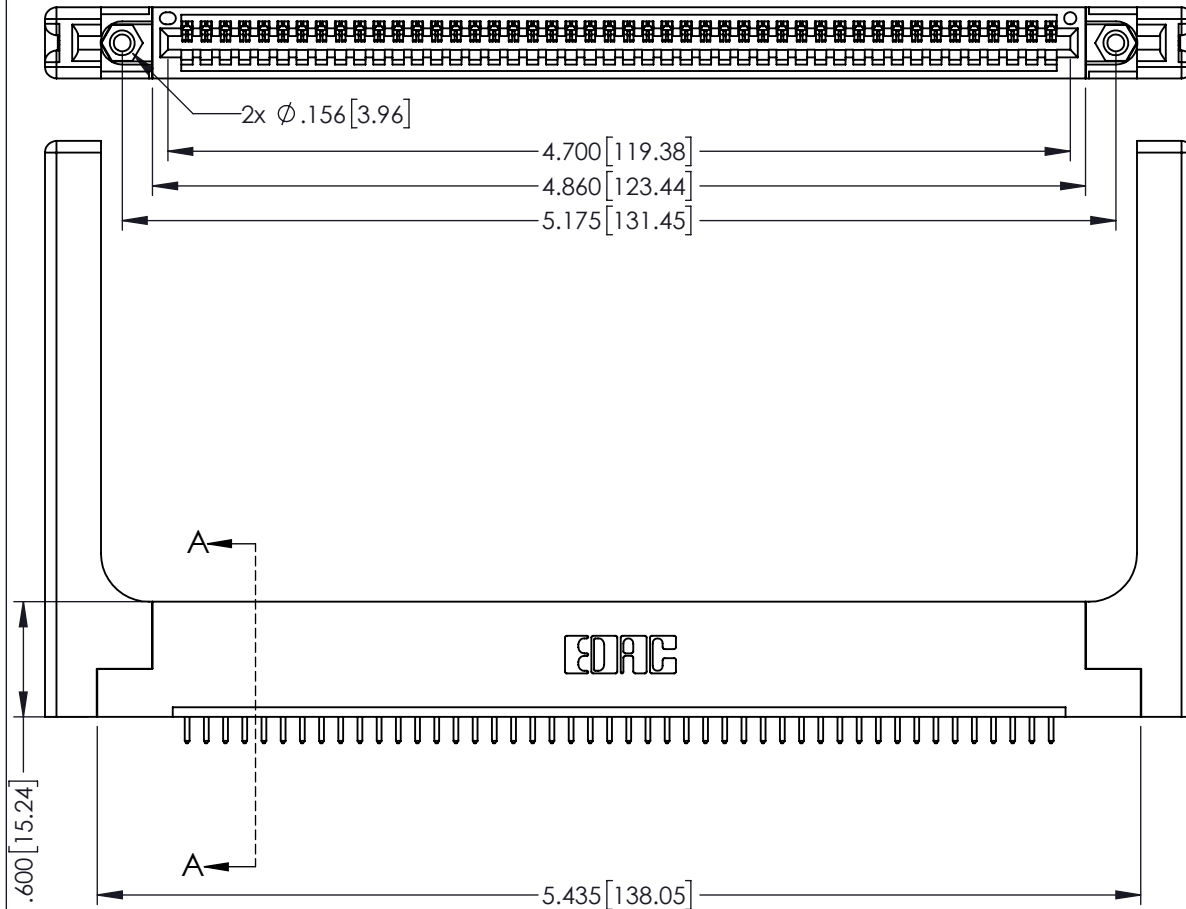 2x ∅.156[3.96]
4.700[119.38]
4.860[123.44]
5.175[131.45]
A
EDAC
.600[15.24]
A
5.435[138.05]